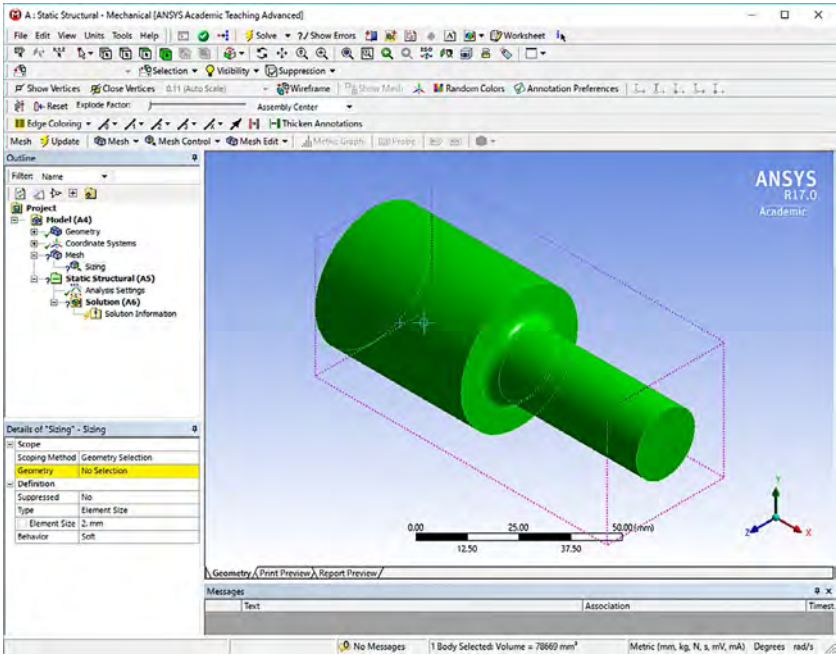 A : Static Structural - Mechanical [ANSYS Academic Teaching Advanced]
File Edit View Units Tools Help Solve ?/ Show Errors Worksheet
Selection Visibility Suppression
Show Vertices Close Vertices 0.11 (Auto Scale) Wireframe Show Mesh Random Colors Annotation Preferences
Reset Explode Factor: Assembly Center
Edge Coloring Thicken Annotations
Mesh Update Mesh Mesh Control Mesh Edit Metric Graph Probe
Outline
Filter: Name
Project
Model (A4)
Geometry
Coordinate Systems
Mesh
Sizing
Static Structural (A5)
Analysis Settings
Solution (A6)
Solution Information
Details of "Sizing" - Sizing
Scope
Scoping Method Geometry Selection
Geometry No Selection
Definition
Suppressed No
Type Element Size
Element Size 2. mm
Behavior Soft
ANSYS
R17.0
Academic
0.00 25.00 50.00 (mm)
12.50 37.50
Y
Z X
Geometry Print Preview Report Preview
Messages
Text Association Timest
No Messages 1 Body Selected: Volume = 78669 mm³ Metric (mm, kg, N, s, mV, mA) Degrees rad/s